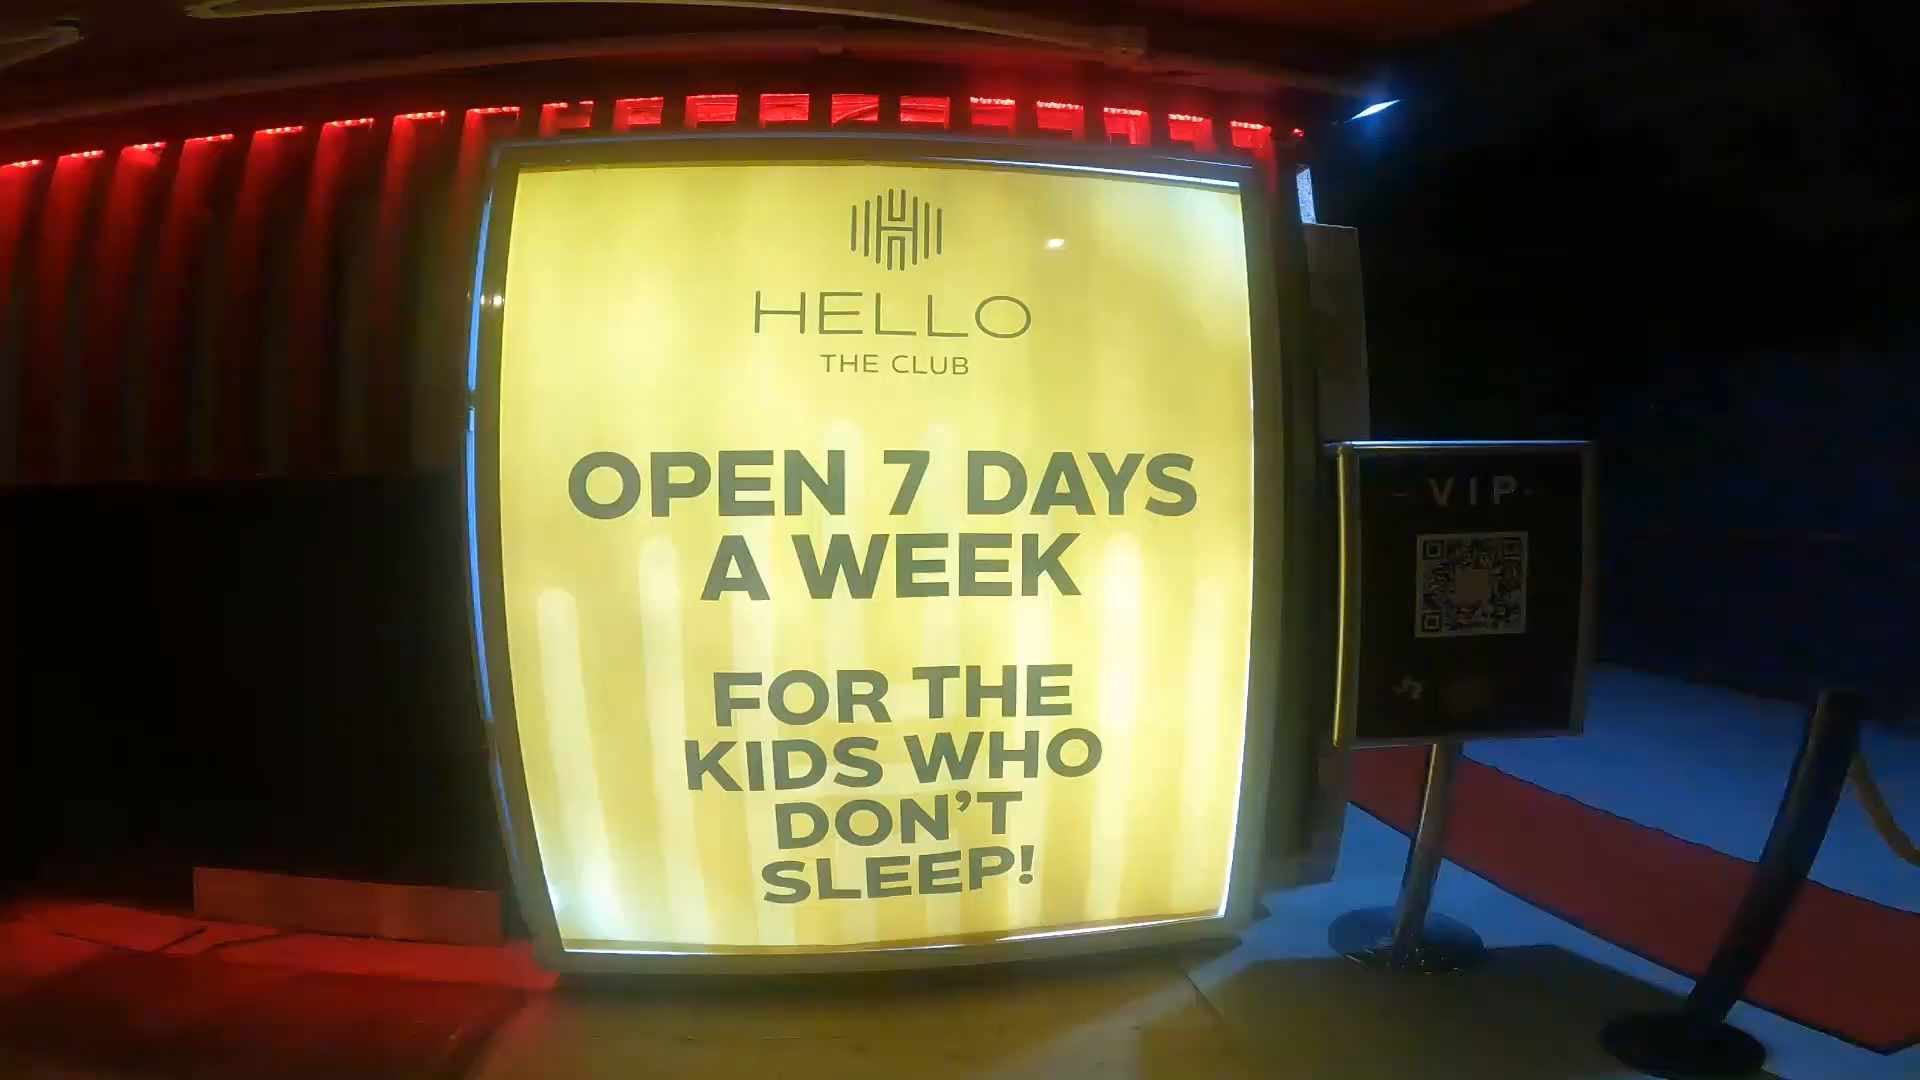 HELLO
THE CLUB
OPEN 7 DAYS
A WEEK
FOR THE
KIDS WHO
DON'T
SLEEP!
- VIP -